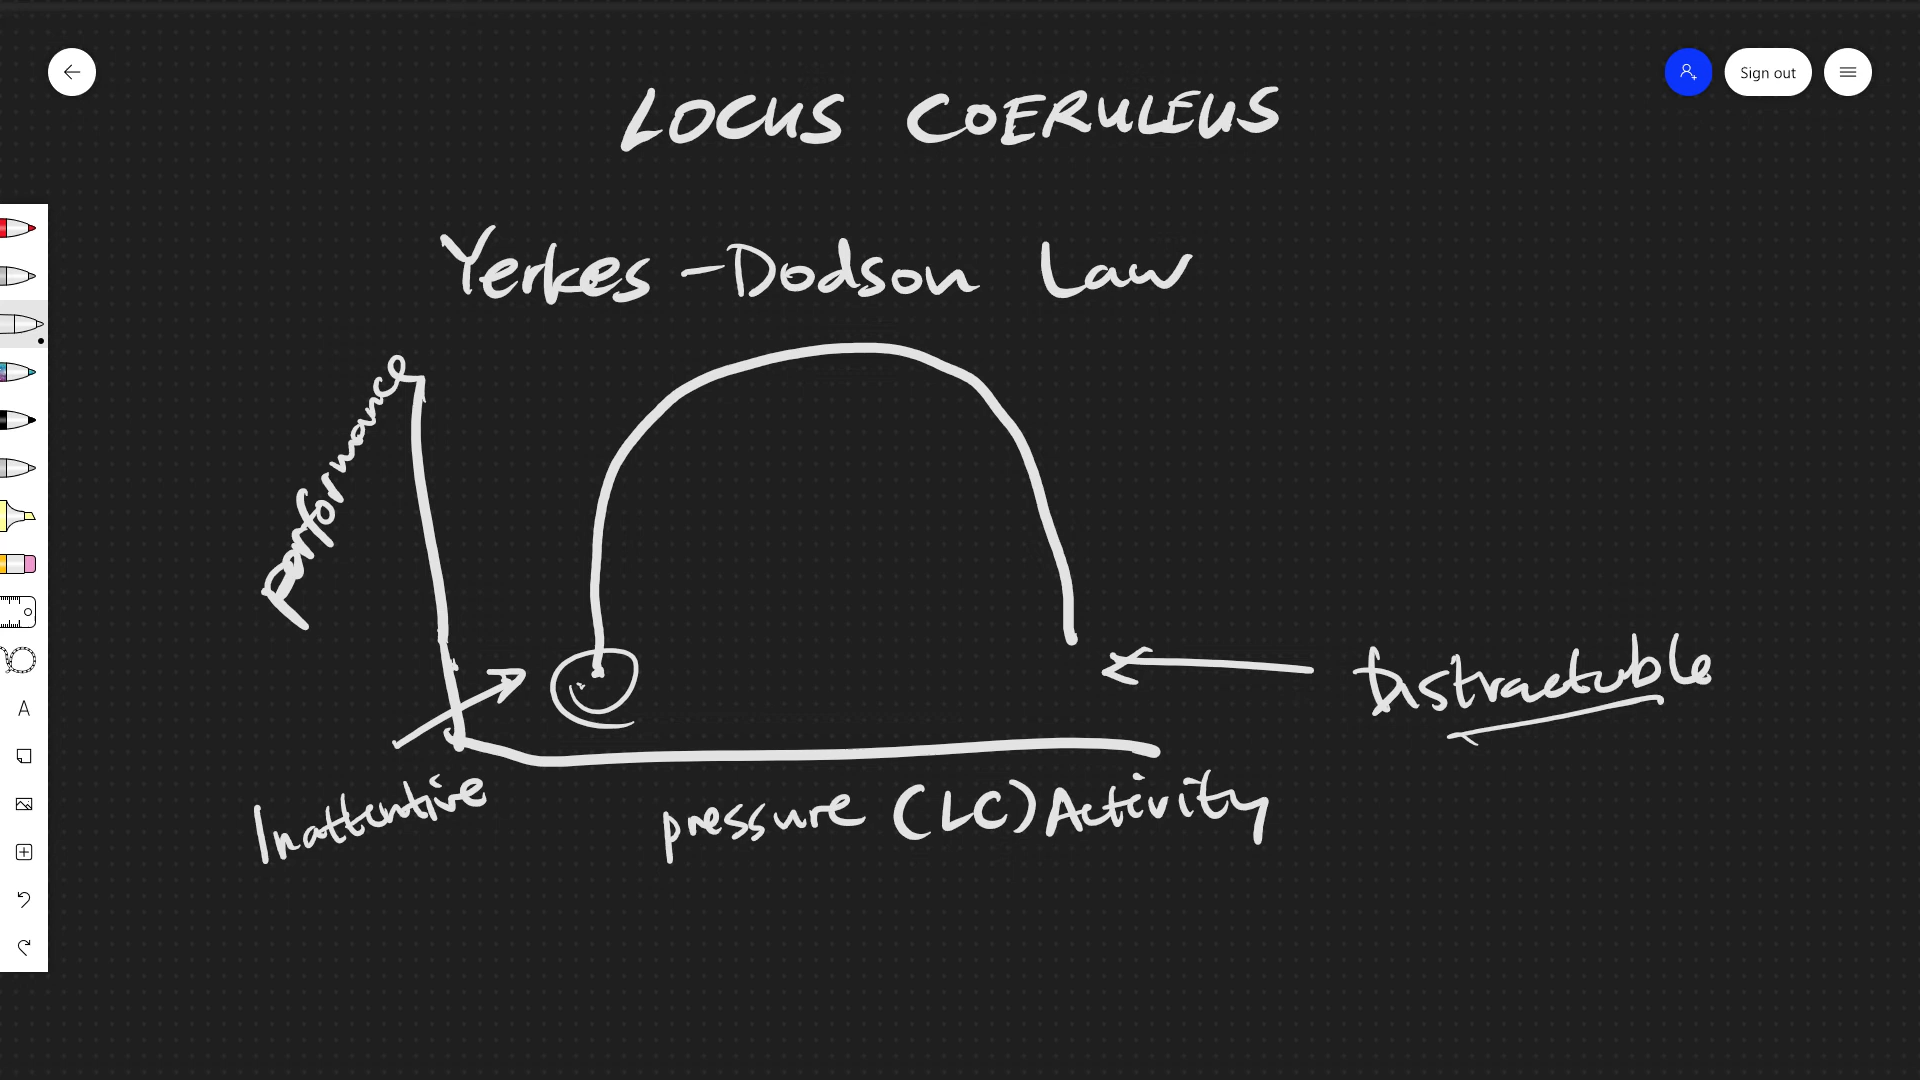 Sign out
LOCUS COERULEUS
Yerkes-Dodson Law
performance
Distractable
Inattentive
pressure (LC) Activity
A